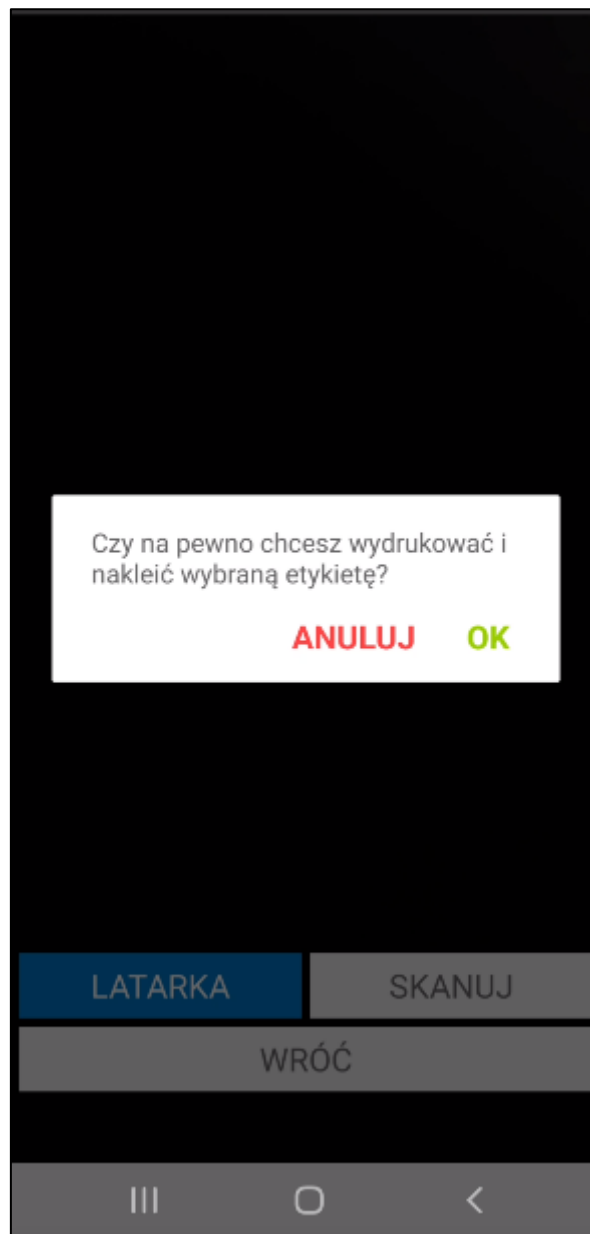 Czy na pewno chcesz wydrukować i
nakleić wybraną etykietę?
ANULUJ OK
LATARKA SKANUJ
WRÓĆ